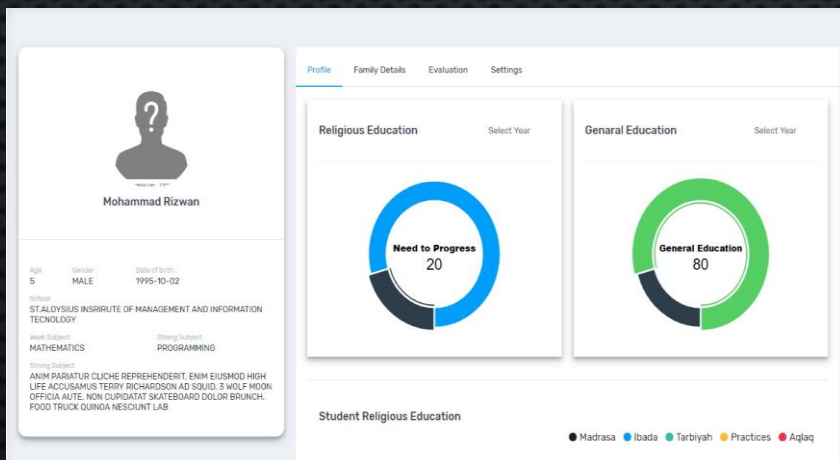 Mohammad Rizwan
Age
Gender :
Date of birth :
5
MALE
1995-10-02
School
ST.ALOYSIUS INSRIRUTE OF MANAGEMENT AND INFORMATION
TECNOLOGY
Weak Subject
Strong Subject
MATHEMATICS
PROGRAMMING
Strong Subject
ANIM PARIATUR CLICHE REPREHENDERIT, ENIM EIUSMOD HIGH
LIFE ACCUSAMUS TERRY RICHARDSON AD SQUID. 3 WOLF MOON
OFFICIA AUTE, NON CUPIDATAT SKATEBOARD DOLOR BRUNCH.
FOOD TRUCK QUINOA NESCIUNT LAB
Profile
Family Details
Evaluation
Settings
Religious Education
Select Year
Need to Progress
20
Genaral Education
Select Year
General Education
80
Student Religious Education
Madrasa
Ibada
Tarbiyah
Practices
Aqlaq